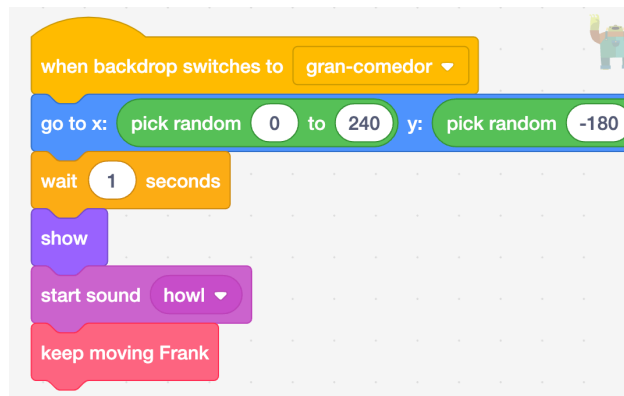 when backdrop switches to gran-comedor
go to x: pick random 0 to 240 y: pick random -180
wait 1 seconds
show
start sound howl
keep moving Frank